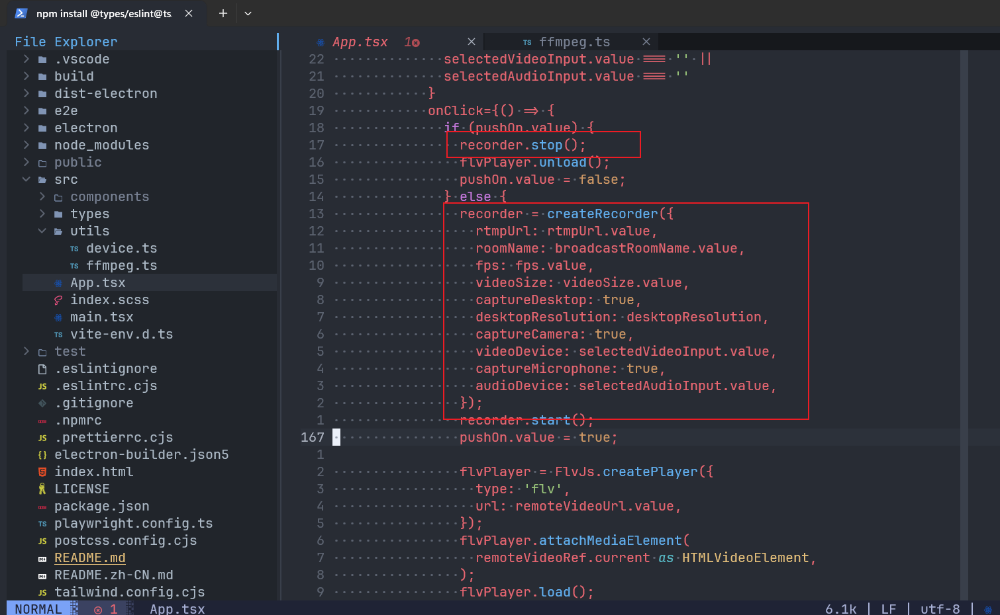 npm install @types/eslint@ts.
File Explorer
.vscode
build
dist-electron
e2e
electron
node_modules
public
src
components
types
utils
TS device.ts
TS ffmpeg.ts
App.tsx
index.scss
main.tsx
TS vite-env.d.ts
test
.eslintignore
JS .eslintrc.cjs
.gitignore
.npmrc
JS .prettierrc.cjs
{} electron-builder.json5
index.html
LICENSE
package.json
TS playwright.config.ts
JS postcss.config.cjs
README.md
README.zh-CN.md
JS tailwind.config.cjs
App.tsx 1
TS ffmpeg.ts
22 selectedVideoInput.value === '' ||
21 selectedAudioInput.value === ''
20 }
19 onClick={() => {
18 if (pushOn.value) {
17 recorder.stop();
16 flvPlayer.unload();
15 pushOn.value = false;
14 } else {
13 recorder = createRecorder({
12 rtmpUrl: rtmpUrl.value,
11 roomName: broadcastRoomName.value,
10 fps: fps.value,
9 videoSize: videoSize.value,
8 captureDesktop: true,
7 desktopResolution: desktopResolution,
6 captureCamera: true,
5 videoDevice: selectedVideoInput.value,
4 captureMicrophone: true,
3 audioDevice: selectedAudioInput.value,
2 });
1 recorder.start();
167 pushOn.value = true;
1
2 flvPlayer = FlvJs.createPlayer({
3 type: 'flv',
4 url: remoteVideoUrl.value,
5 });
6 flvPlayer.attachMediaElement(
7 remoteVideoRef.current as HTMLVideoElement,
8 );
9 flvPlayer.load();
NORMAL 1 App.tsx 6.1k | LF | utf-8 |